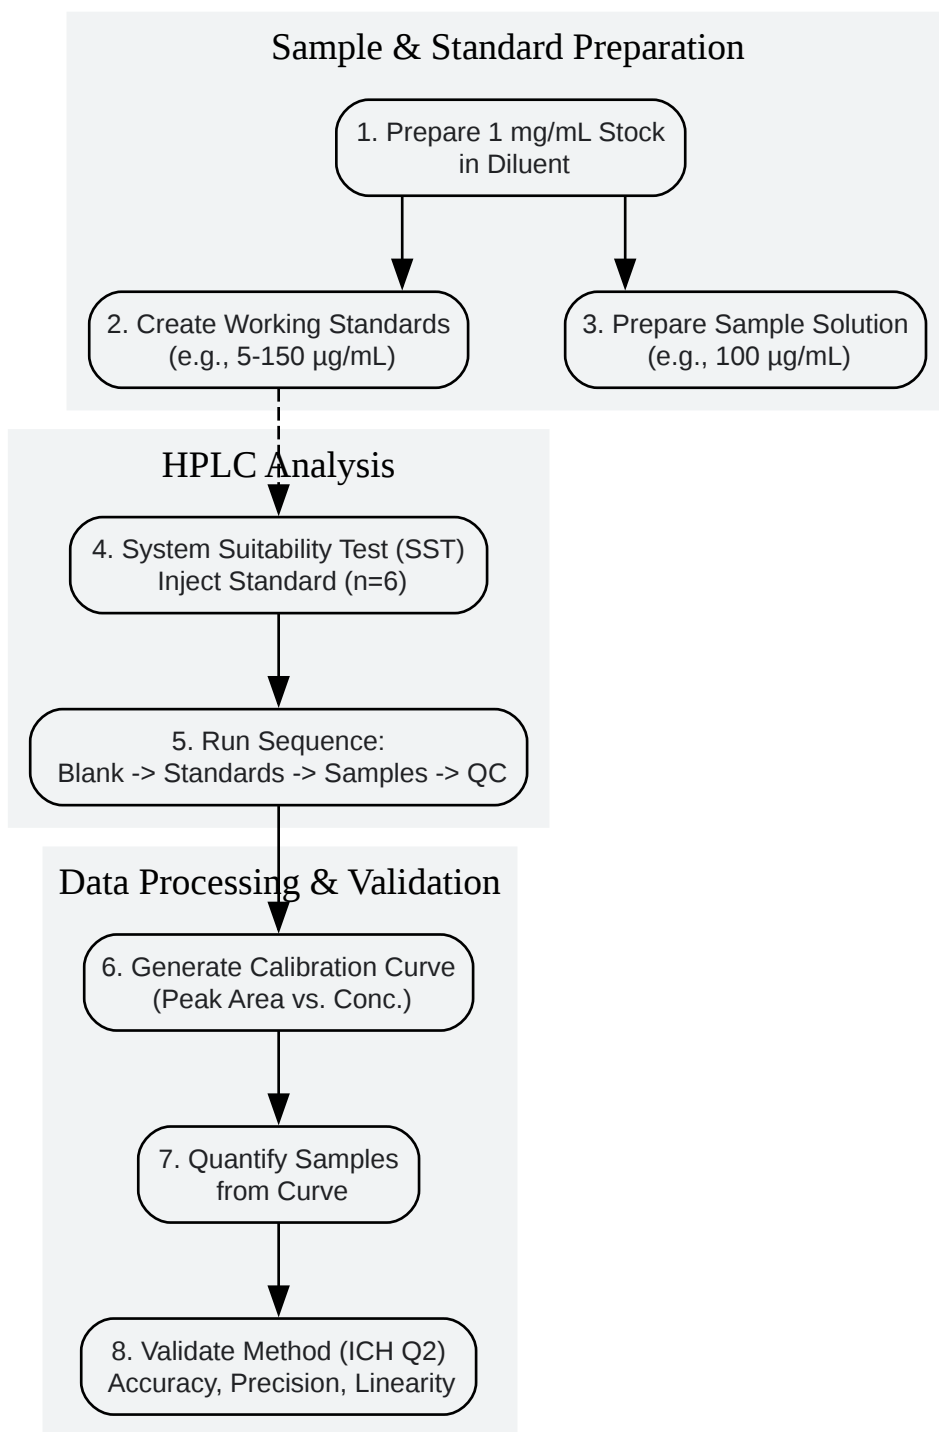 Sample & Standard Preparation
1. Prepare 1 mg/mL Stock
in Diluent
2. Create Working Standards
(e.g., 5-150 µg/mL)
3. Prepare Sample Solution
(e.g., 100 µg/mL)
HPLC Analysis
4. System Suitability Test (SST)
Inject Standard (n=6)
5. Run Sequence:
Blank -> Standards -> Samples -> QC
Data Processing & Validation
6. Generate Calibration Curve
(Peak Area vs. Conc.)
7. Quantify Samples
from Curve
8. Validate Method (ICH Q2)
Accuracy, Precision, Linearity